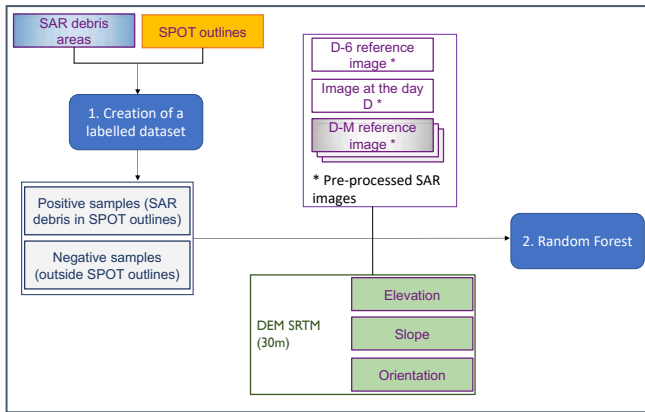 SAR debris
areas
SPOT outlines
1. Creation of a
labelled dataset
Positive samples (SAR
debris in SPOT outlines)
Negative samples
(outside SPOT outlines)
D-6 reference
image *
Image at the day
D *
D-M reference
image *
* Pre-processed SAR
images
2. Random Forest
DEM SRTM
(30m)
Elevation
Slope
Orientation